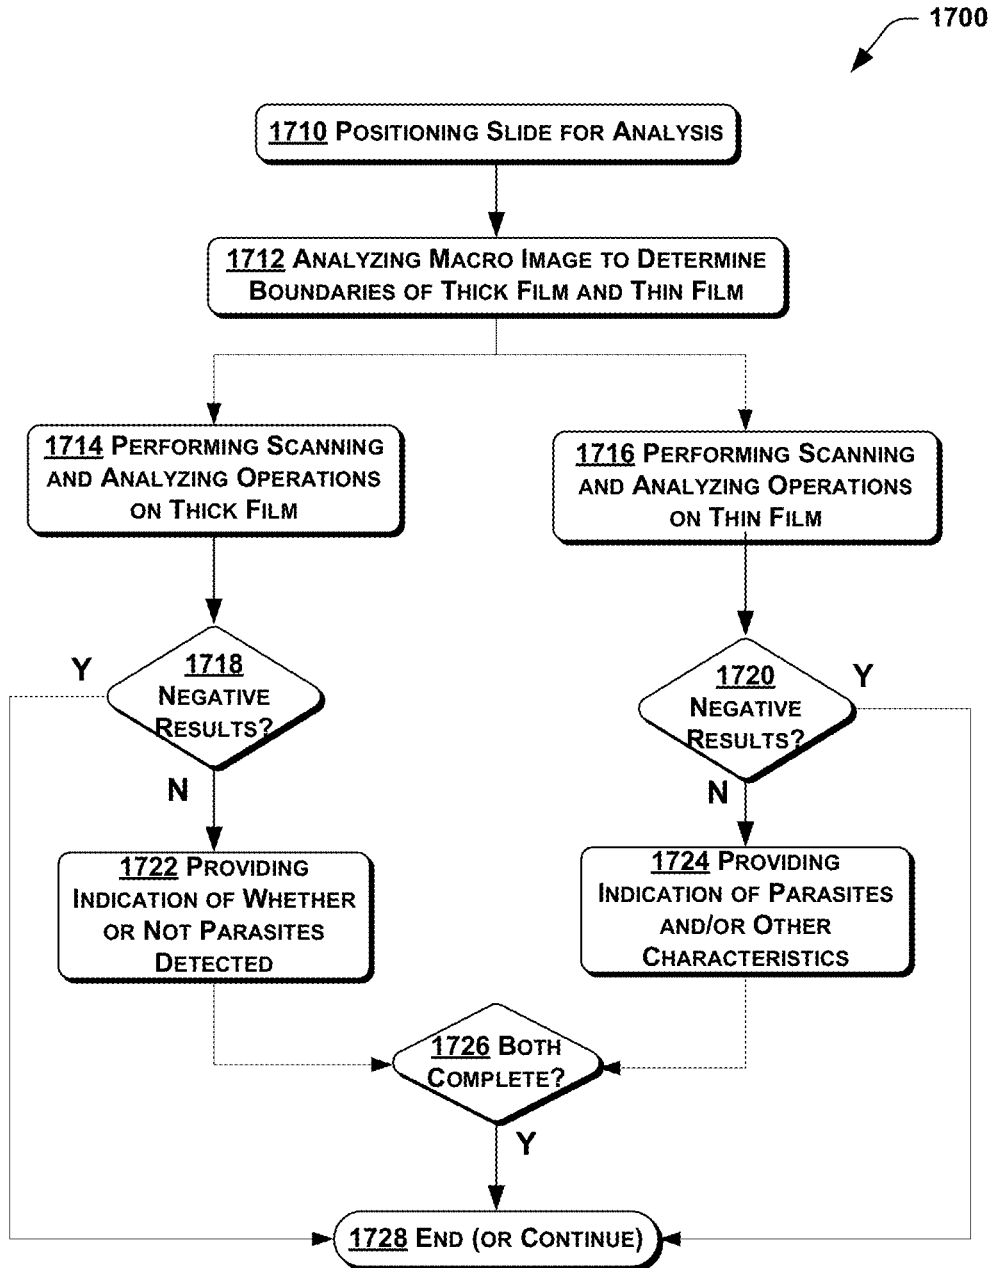 1700
1710 POSITIONING SLIDE FOR ANALYSIS
1712 ANALYZING MACRO IMAGE TO DETERMINE
BOUNDARIES OF THICK FILM AND THIN FILM
1714 PERFORMING SCANNING
AND ANALYZING OPERATIONS
ON THICK FILM
1716 PERFORMING SCANNING
AND ANALYZING OPERATIONS
ON THIN FILM
Y
1718
NEGATIVE
RESULTS?
N
1720
NEGATIVE
RESULTS?
Y
N
1722 PROVIDING
INDICATION OF WHETHER
OR NOT PARASITES
DETECTED
1724 PROVIDING
INDICATION OF PARASITES
AND/OR OTHER
CHARACTERISTICS
1726 BOTH
COMPLETE?
Y
1728 END (OR CONTINUE)